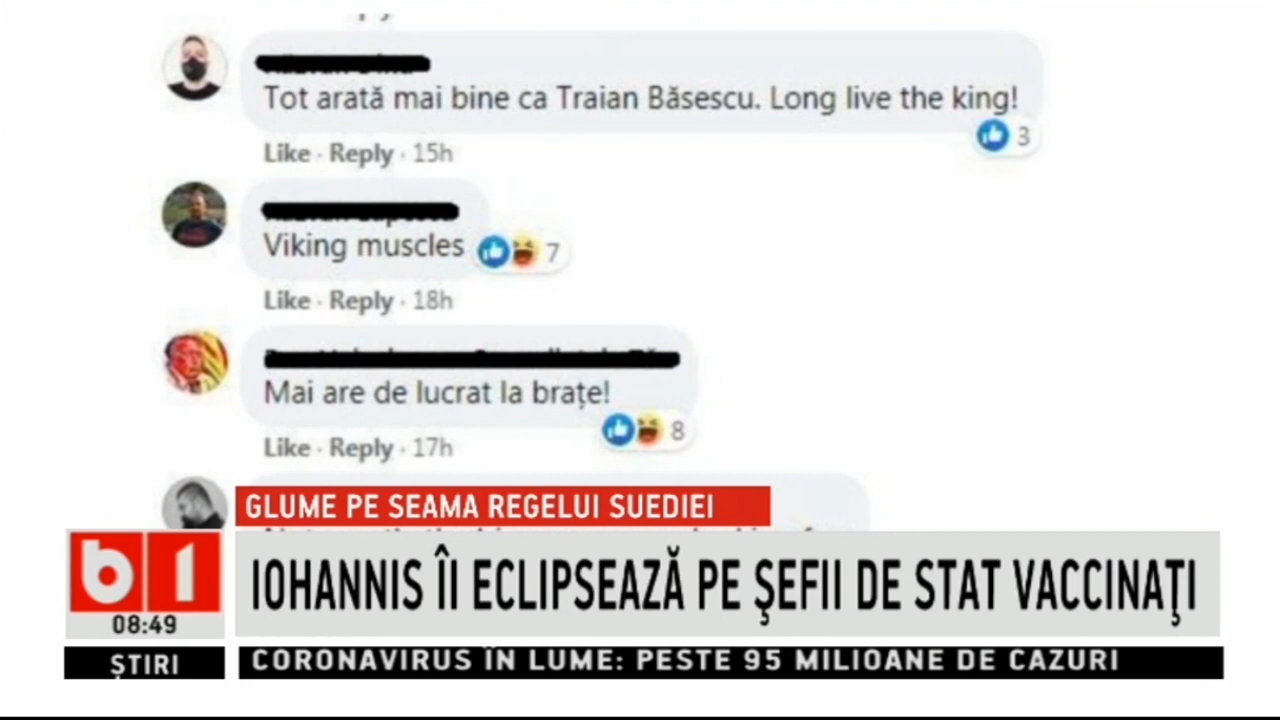 Tot arată mai bine ca Traian Băsescu. Long live the king!
3
Like · Reply · 15h
Viking muscles
7
Like · Reply · 18h
Mai are de lucrat la brațe!
8
Like · Reply · 17h
GLUME PE SEAMA REGELUI SUEDIEI
b1
IOHANNIS ÎI ECLIPSEAZĂ PE ŞEFII DE STAT VACCINAŢI
08:49
ȘTIRI
CORONAVIRUS ÎN LUME: PESTE 95 MILIOANE DE CAZURI